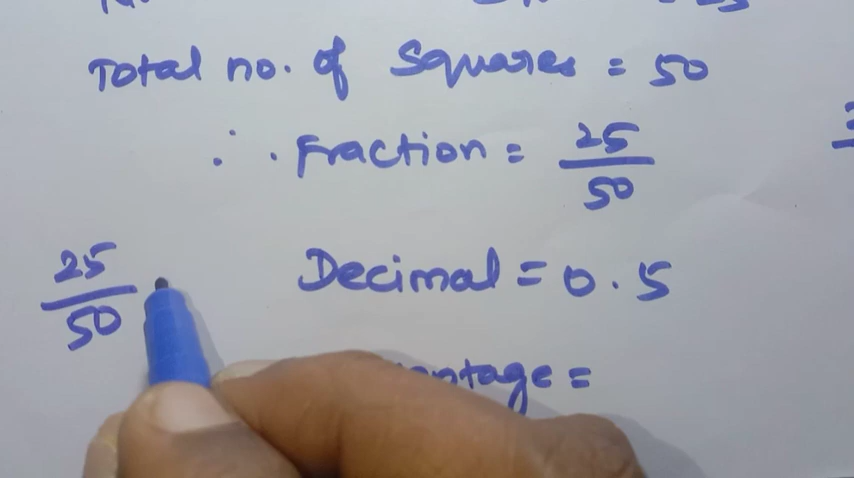 Total no. of Squares = 50
∴ Fraction = 25/50
Decimal = 0.5
25/50